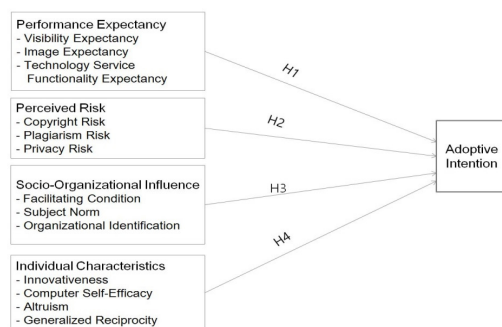 Performance Expectancy
- Visibility Expectancy
- Image Expectancy
- Technology Service
Functionality Expectancy
H1
Perceived Risk
- Copyright Risk
- Plagiarism Risk
- Privacy Risk
H2
Adoptive
Intention
Socio-Organizational Influence
- Facilitating Condition
- Subject Norm
- Organizational Identification
H3
Individual Characteristics
- Innovativeness
- Computer Self-Efficacy
- Altruism
- Generalized Reciprocity
H4